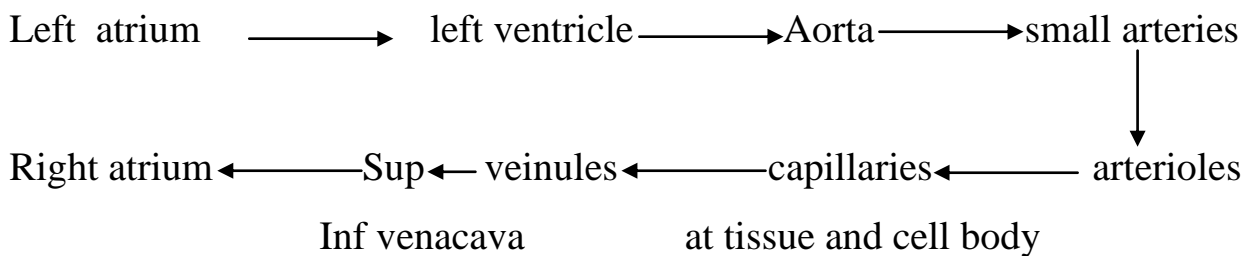 Left atrium left ventricle Aorta small arteries
Right atrium Sup veinules capillaries arterioles
Inf venacava at tissue and cell body